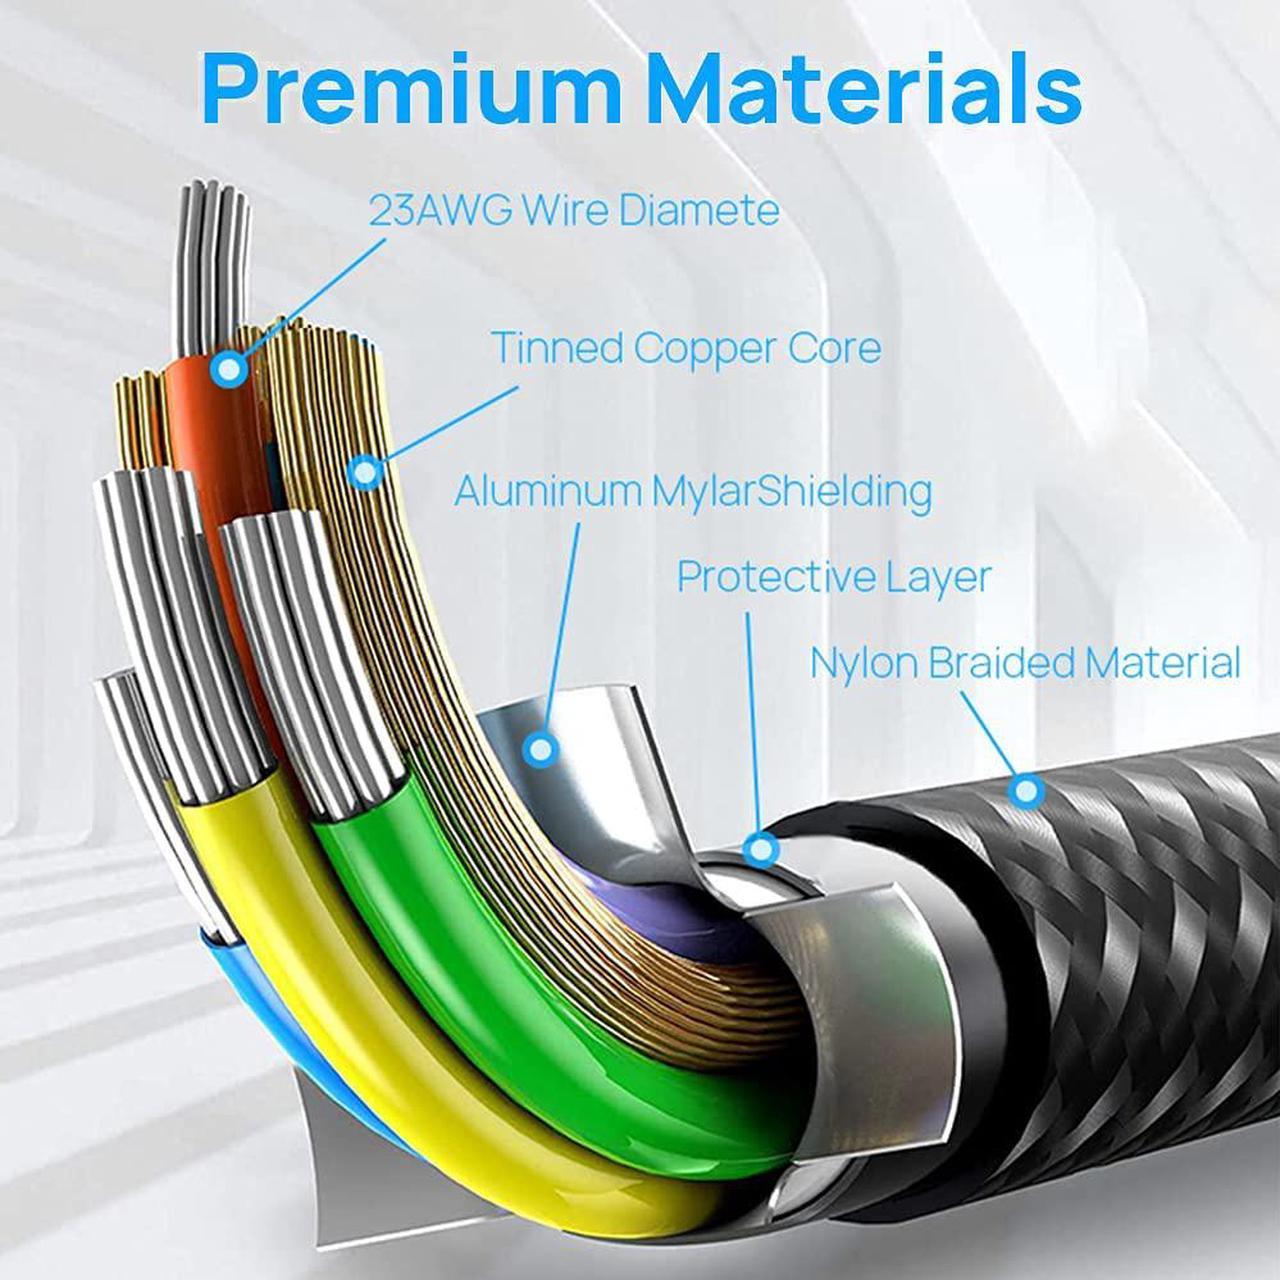 Premium Materials
23AWG Wire Diamete
Tinned Copper Core
Aluminum MylarShielding
Protective Layer
Nylon Braided Material